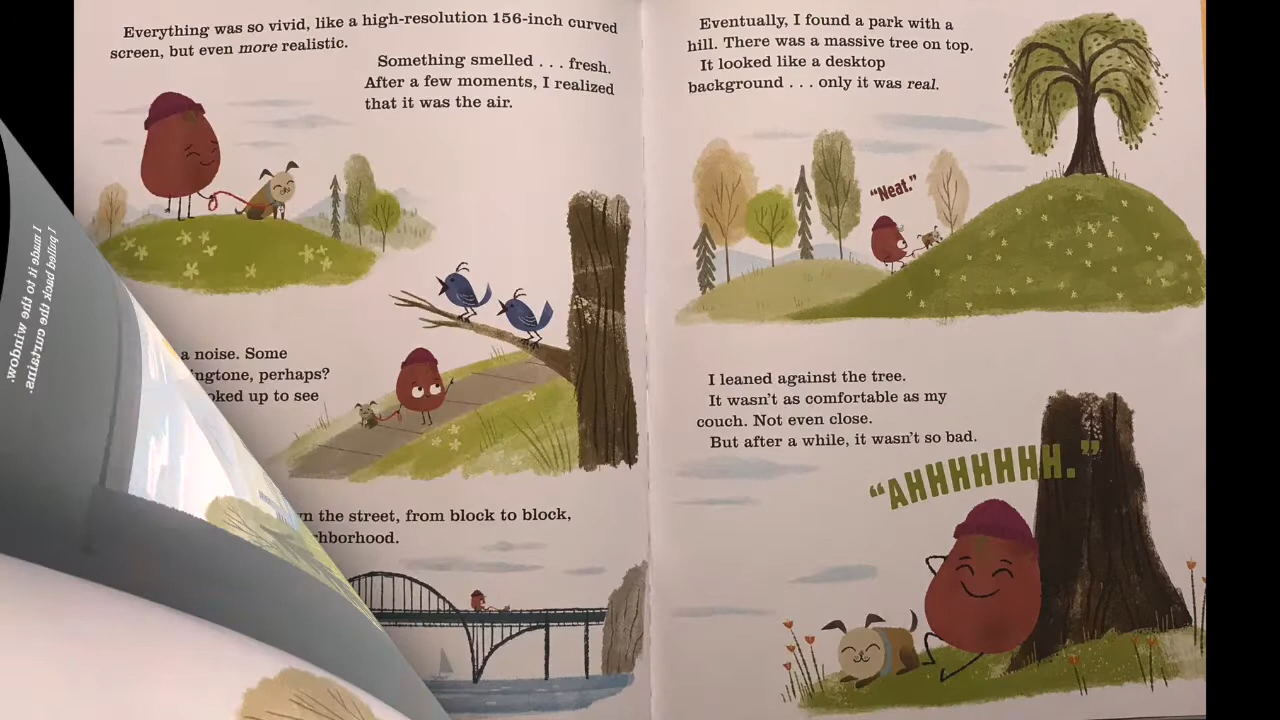 Everything was so vivid, like a high-resolution 156-inch curved
screen, but even more realistic.
Something smelled . . . fresh.
After a few moments, I realized
that it was the air.
a noise. Some
ringtone, perhaps?
looked up to see
the street, from block to block,
I made it to the window.
I pulled back the curtains.
Eventually, I found a park with a
hill. There was a massive tree on top.
It looked like a desktop
background . . . only it was real.
"Neat."
I leaned against the tree.
It wasn't as comfortable as my
couch. Not even close.
But after a while, it wasn't so bad.
"AHHHHHHH."